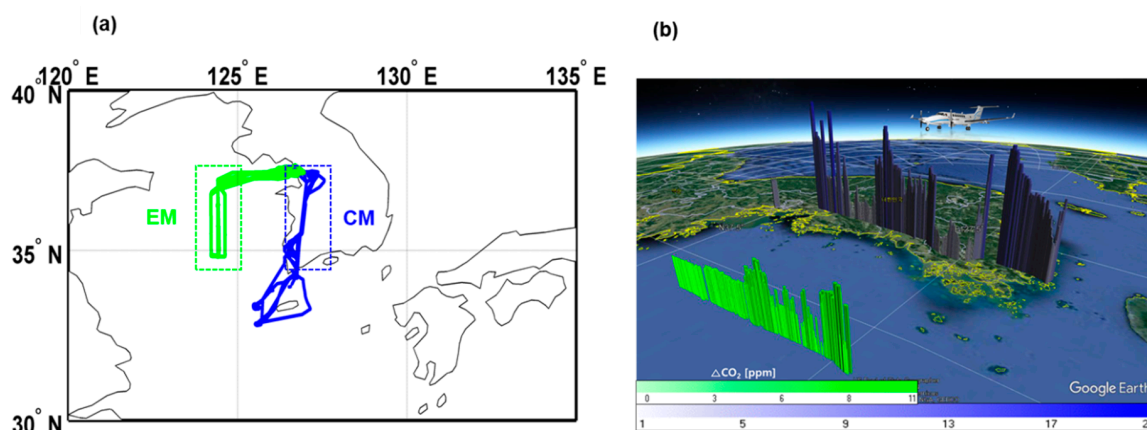 (a)
(b)
120° E 125° E 130° E 135° E
40° N
EM CM
35° N
30° N
△CO₂ [ppm]
0 3 6 8 11
Google Earth
1 5 9 13 17 2